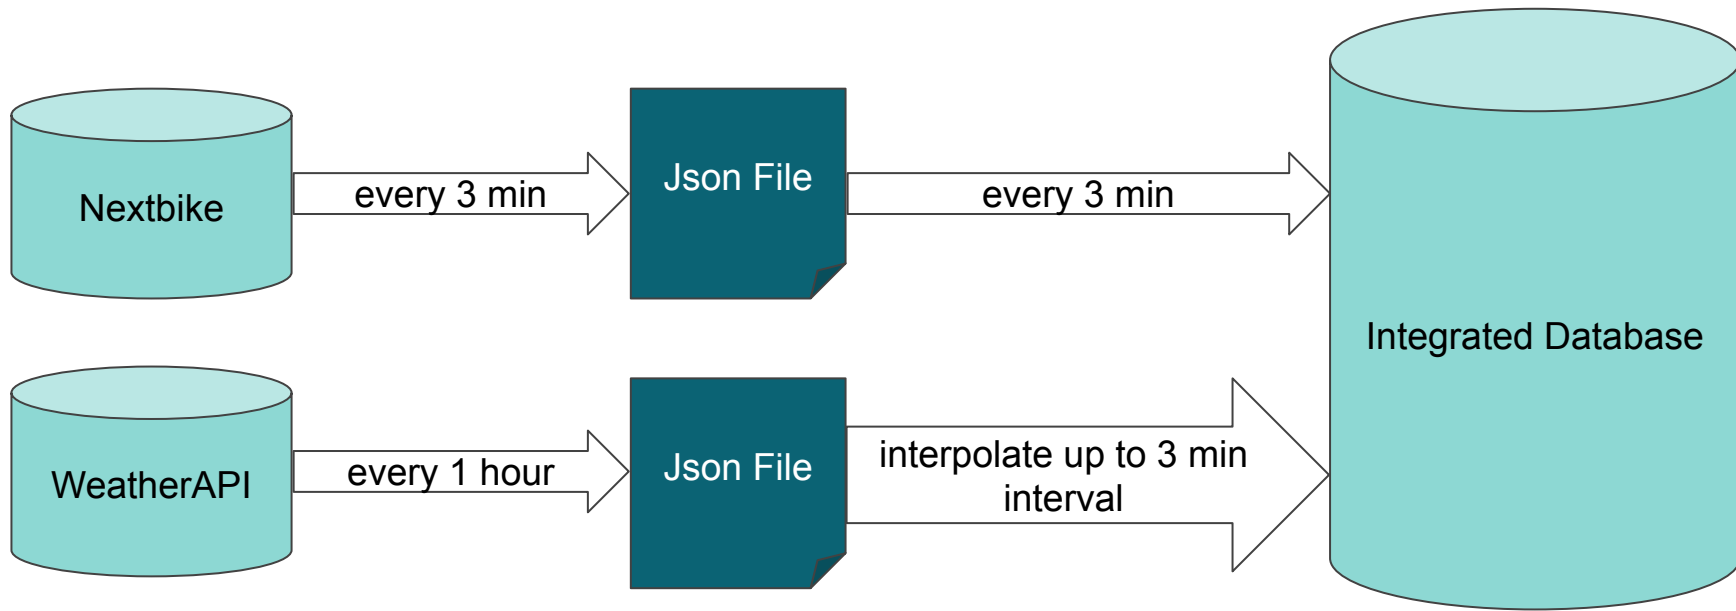 Nextbike
every 3 min
Json File
every 3 min
WeatherAPI
every 1 hour
Json File
interpolate up to 3 min
interval
Integrated Database